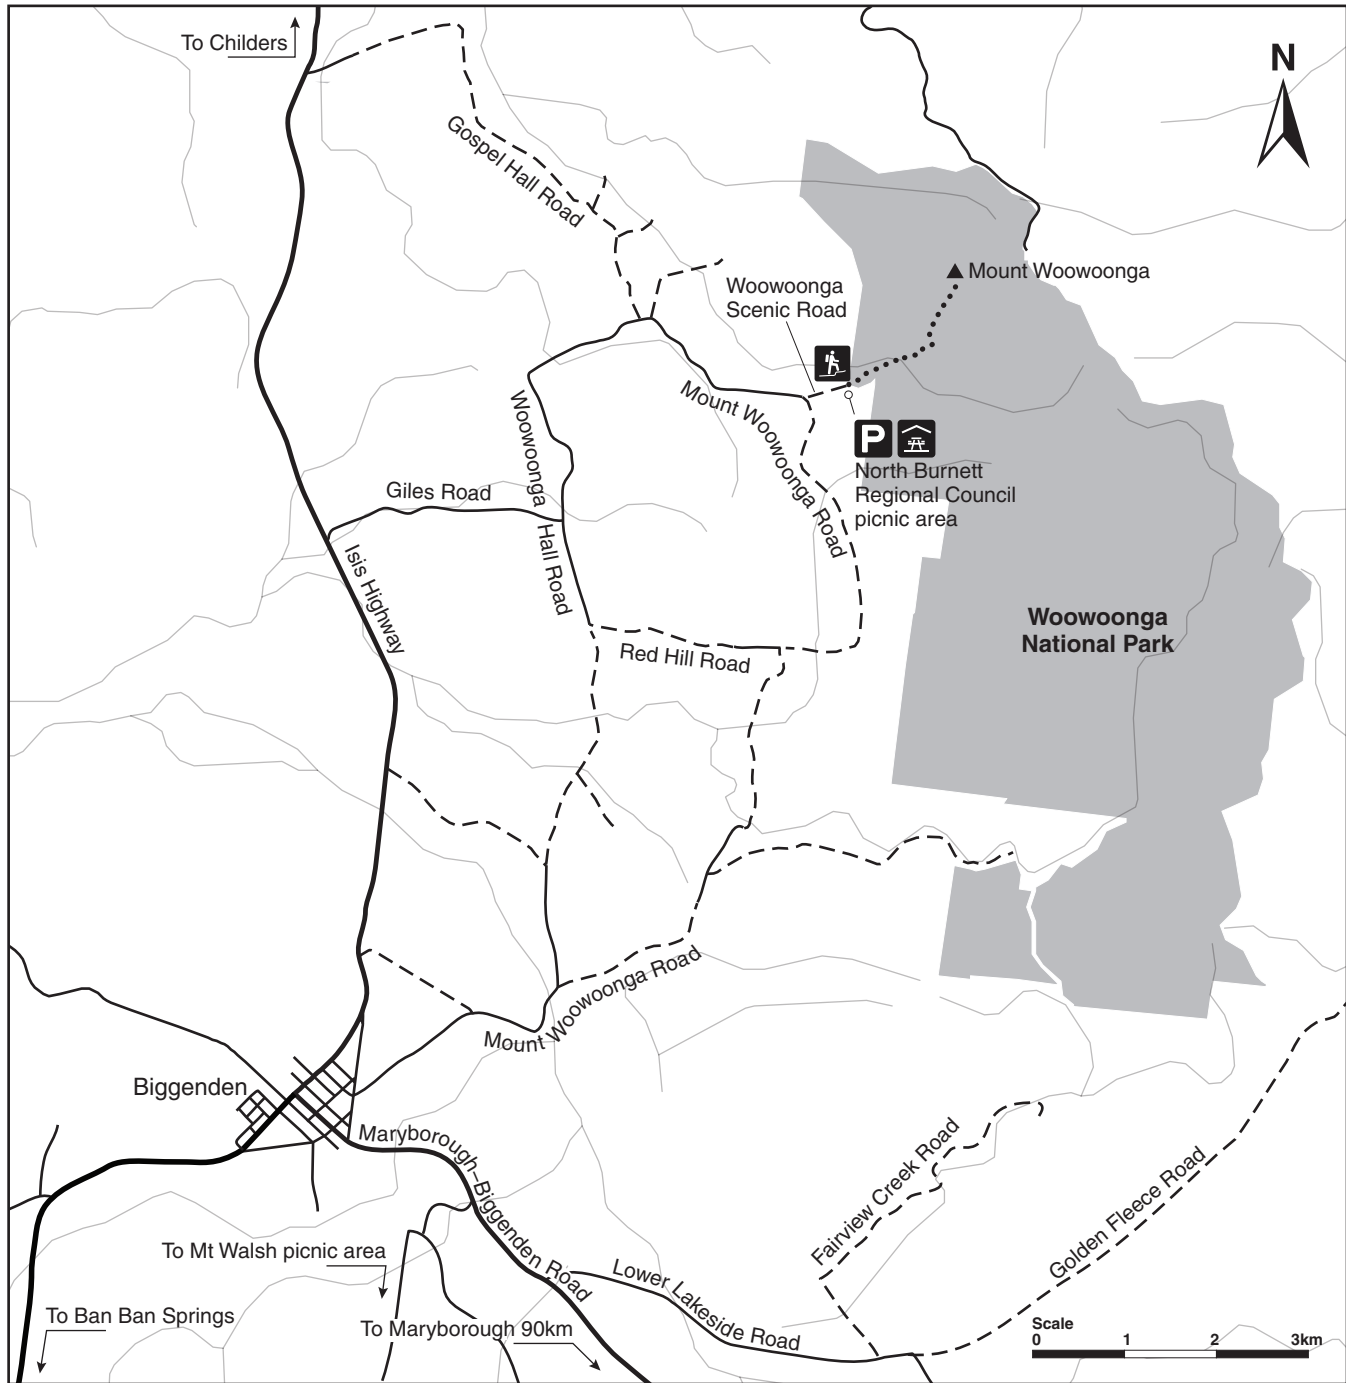 To Childers
N
Gospel Hall Road
Mount Woowoonga
Woowoonga
Scenic Road
Mount Woowoonga Road
Woowoonga
Hall Road
P
North Burnett
Regional Council
picnic area
Giles Road
Isis Highway
Woowoonga
National Park
Red Hill Road
Mount Woowoonga Road
Biggenden
Maryborough–Biggenden Road
Fairview Creek Road
Golden Fleece Road
To Mt Walsh picnic area
Lower Lakeside Road
To Ban Ban Springs
To Maryborough 90km
Scale
0 1 2 3km